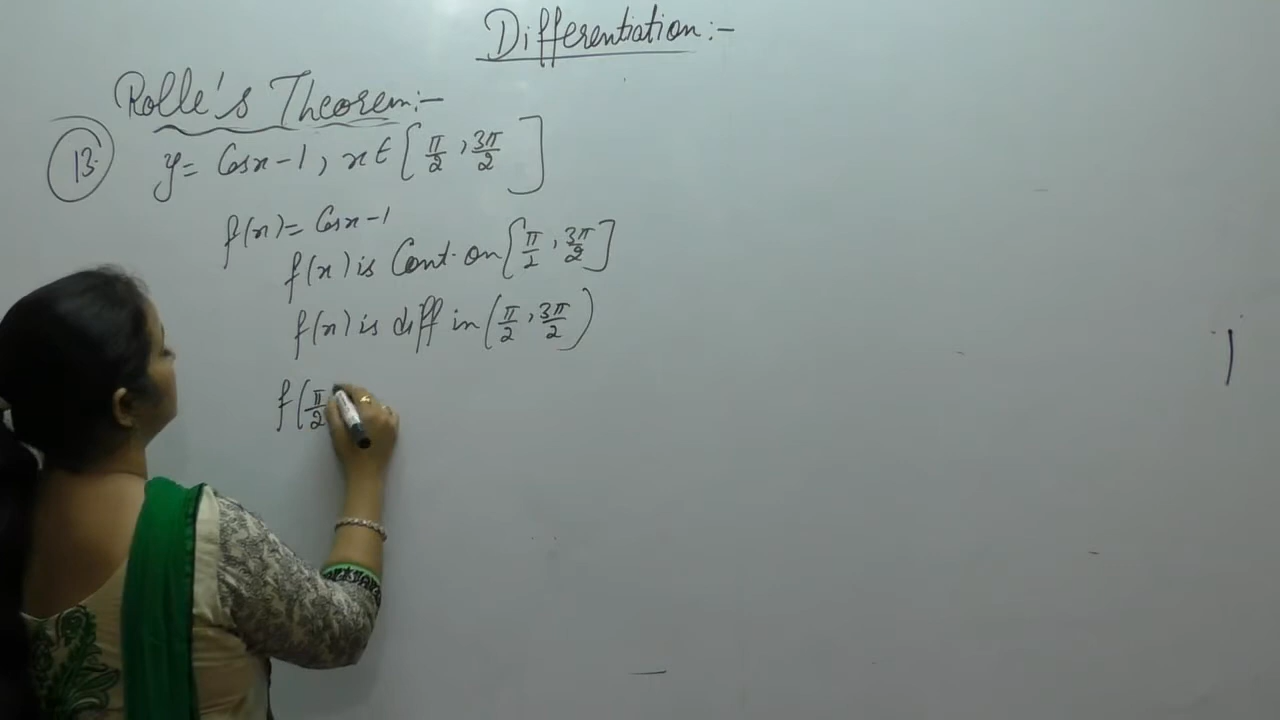 Differentiation:-
Rolle's Theorem:-
13. y = Cosx-1, x ∈ [π/2, 3π/2]
f(x) = Cosx-1
f(x) is Cont. on [π/2, 3π/2]
f(x) is diff in (π/2, 3π/2)
f(π/2